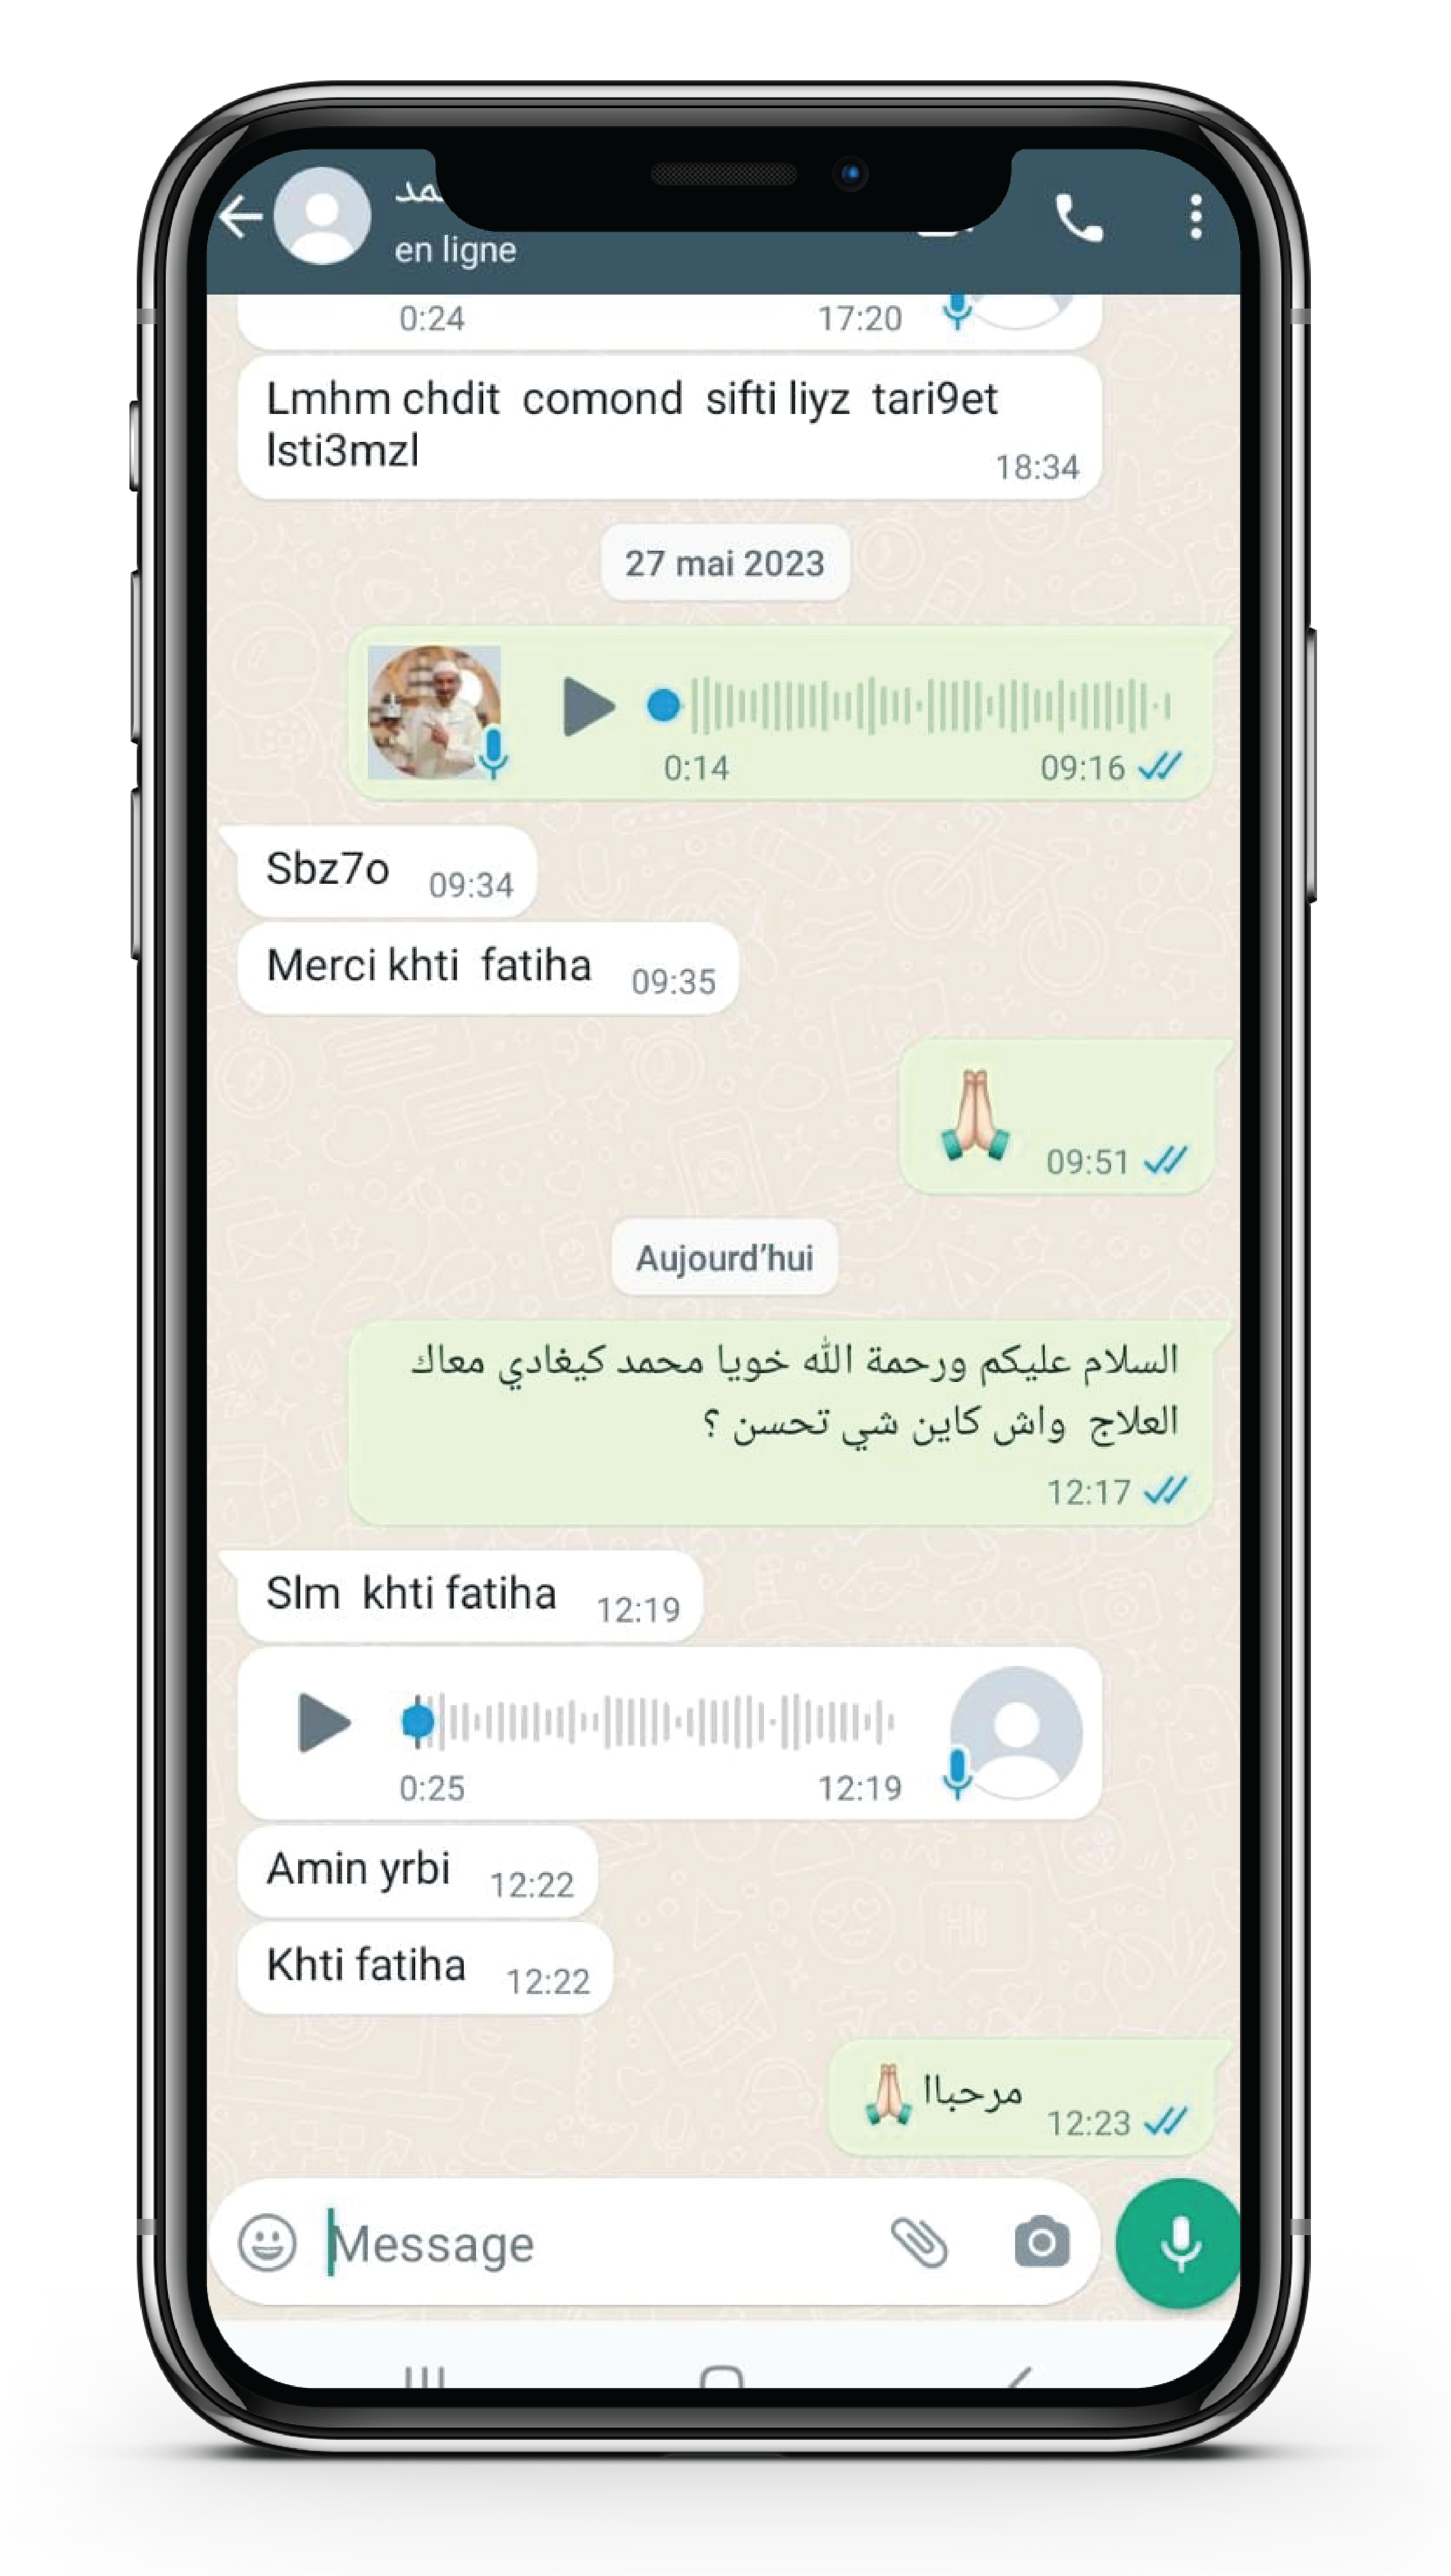 en ligne
0:24
17:20
Lmhm chdit comond sifti liyz tari9et
lsti3mzl
18:34
27 mai 2023
0:14
09:16
Sbz7o
09:34
Merci khti fatiha
09:35
09:51
Aujourd’hui
السلام عليكم ورحمة الله خويا محمد كيغادي معاك
العلاج واش كاين شي تحسن ؟
12:17
Slm khti fatiha
12:19
0:25
12:19
Amin yrbi
12:22
Khti fatiha
12:22
🙏🏻 مرحباا
12:23
Message